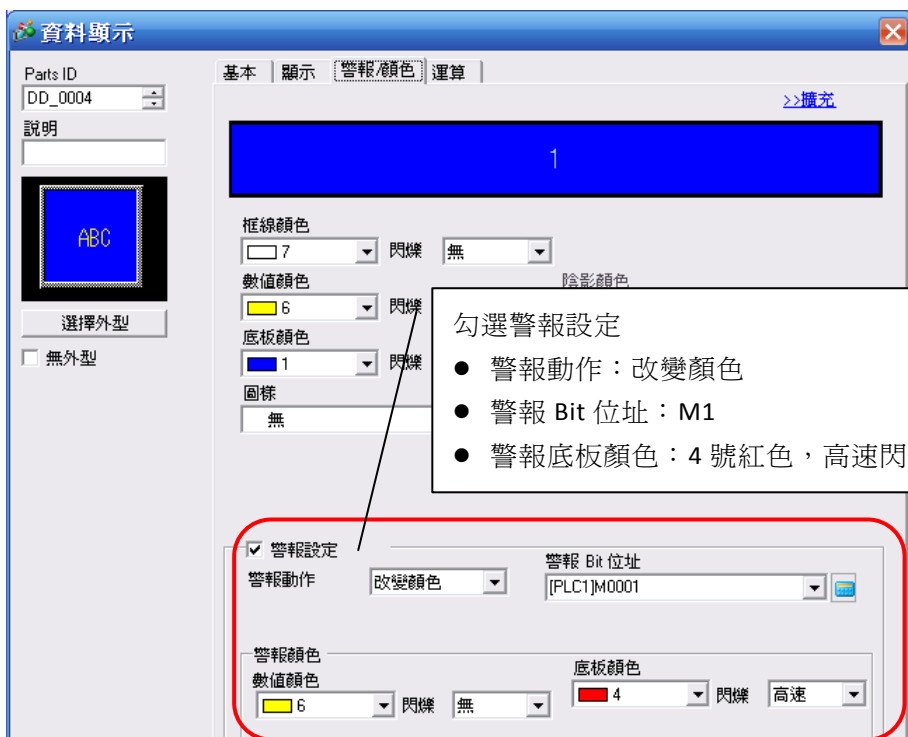 資料顯示
Parts ID
DD_0004
說明
ABC
選擇外型
無外型
基本 顯示 警報/顏色 運算
>>擴充
1
框線顏色
7 閃爍 無
數值顏色 陰影顏色
6 閃爍
底板顏色
1 閃爍
圖樣
無
勾選警報設定
● 警報動作：改變顏色
● 警報 Bit 位址：M1
● 警報底板顏色：4 號紅色，高速閃
警報設定
警報動作 改變顏色
警報 Bit 位址
[PLC1]M0001
警報顏色
數值顏色
6 閃爍 無
底板顏色
4 閃爍 高速